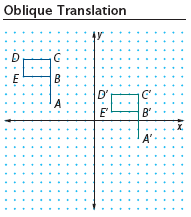 Oblique Translation
y
D C
E B
A
D' C'
E' B'
x
A'